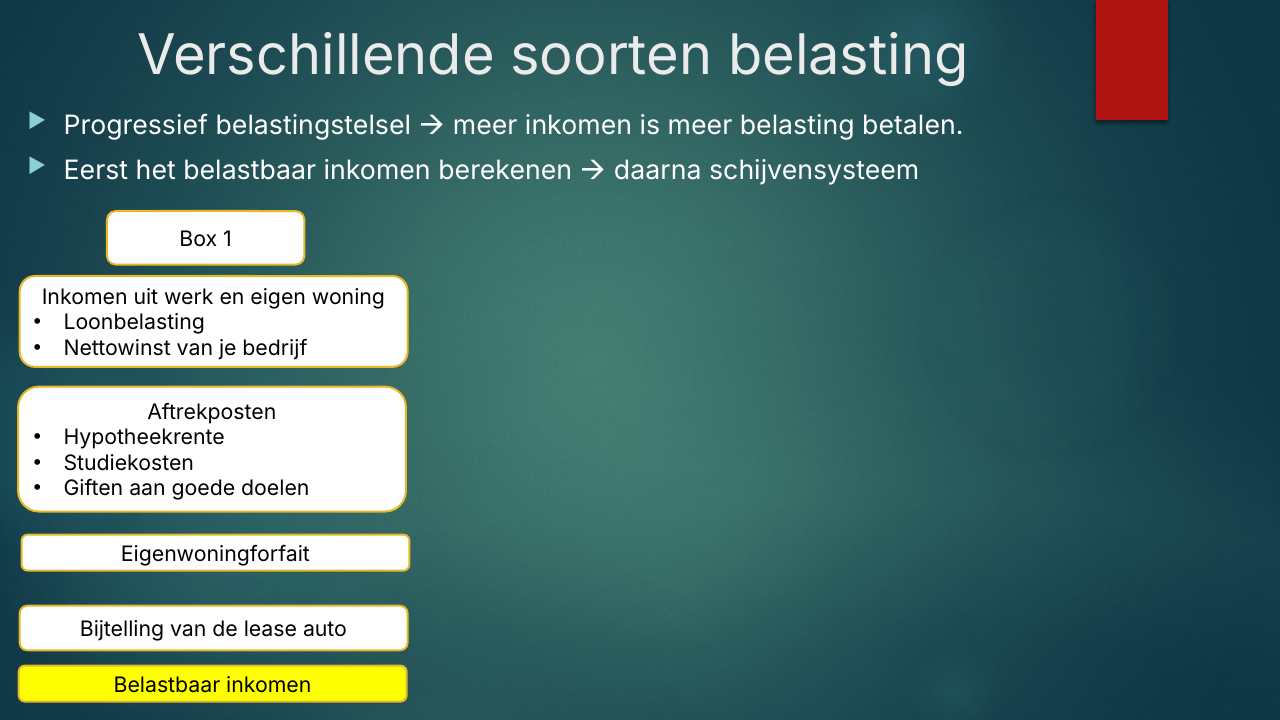 Verschillende soorten belasting
Progressief belastingstelsel → meer inkomen is meer belasting betalen.
Eerst het belastbaar inkomen berekenen → daarna schijvensysteem
Box 1
Inkomen uit werk en eigen woning
• Loonbelasting
• Nettowinst van je bedrijf
Aftrekposten
• Hypotheekrente
• Studiekosten
• Giften aan goede doelen
Eigenwoningforfait
Bijtelling van de lease auto
Belastbaar inkomen